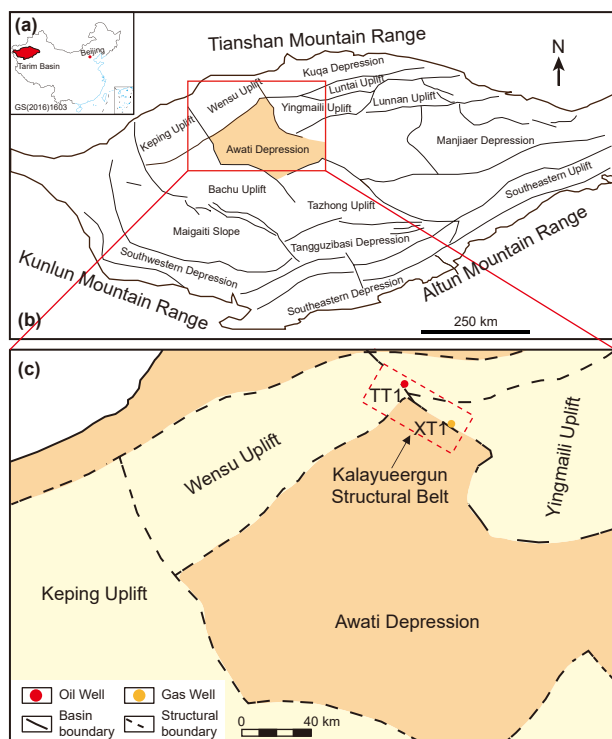 (a)
Beijing
Tarim Basin
GS(2016)1603
Tianshan Mountain Range
N
Kuqa Depression
Luntai Uplift
Wensu Uplift
Yingmaili Uplift
Lunnan Uplift
Keping Uplift
Awati Depression
Manjiaer Depression
Southeastern Uplift
Bachu Uplift
Tazhong Uplift
Maigaiti Slope
Tangguzibasi Depression
Southwestern Depression
Southeastern Depression
Kunlun Mountain Range
Altun Mountain Range
(b)
250 km
(c)
TT1
XT1
Kalayueergun
Structural Belt
Wensu Uplift
Yingmaili Uplift
Keping Uplift
Awati Depression
Oil Well
Gas Well
Basin
boundary
Structural
boundary
0 40 km